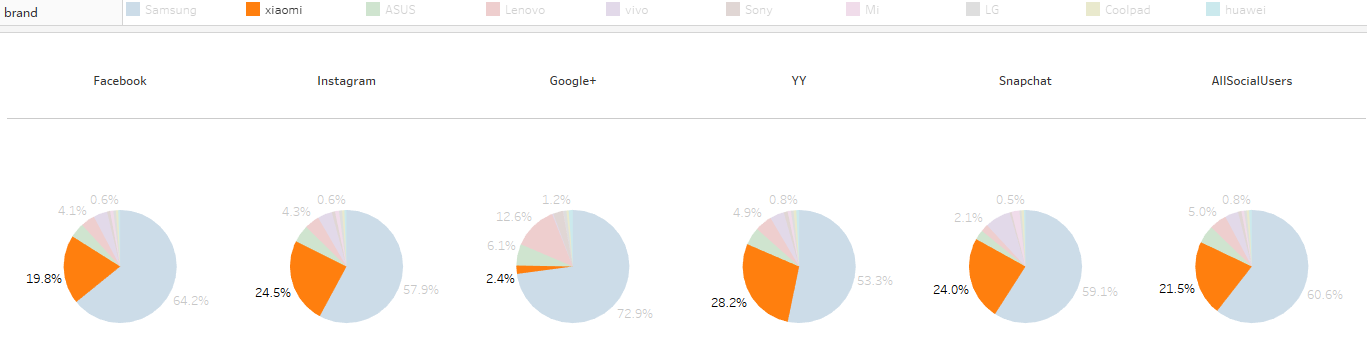 brand Samsung xiaomi ASUS Lenovo vivo Sony Mi LG Coolpad huawei
Facebook Instagram Google+ YY Snapchat AllSocialUsers
0.6% 0.6% 1.2% 0.8% 0.5% 0.8%
4.1% 4.3% 12.6% 4.9% 2.1% 5.0%
6.1%
19.8% 24.5% 2.4% 28.2% 24.0% 21.5%
64.2% 57.9% 72.9% 53.3% 59.1% 60.6%